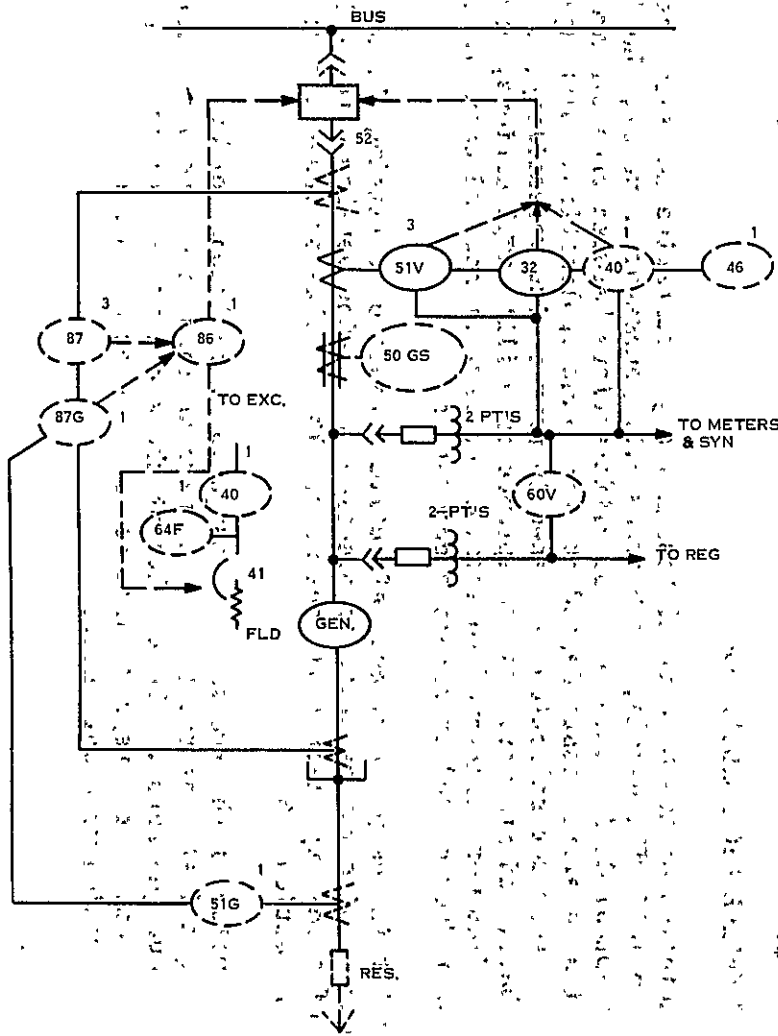 BUS
52
3
51V
1
32
40
1
46
3
87
1
86
50 GS
87G
1
TO EXC.
2 PT'S
TO METERS
& SYN
1
40
1
64F
60V
2-PT'S
TO REG
41
FLD
GEN.
1
51G
RES.